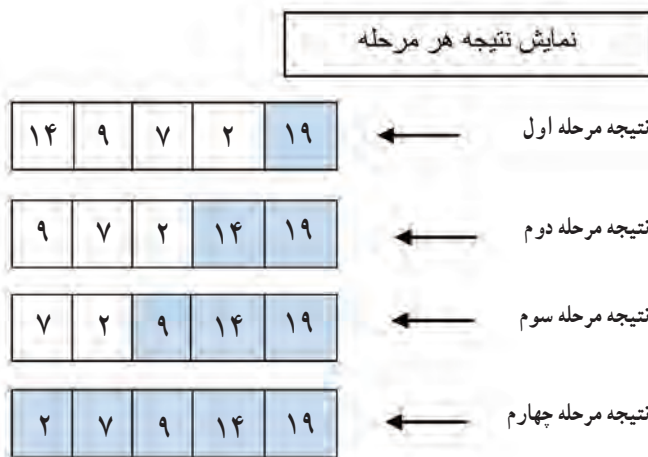 نمایش نتیجه هر مرحله
نتیجه مرحله اول
۱۴ ۹ ۷ ۲ ۱۹
نتیجه مرحله دوم
۹ ۷ ۲ ۱۴ ۱۹
نتیجه مرحله سوم
۷ ۲ ۹ ۱۴ ۱۹
نتیجه مرحله چهارم
۲ ۷ ۹ ۱۴ ۱۹